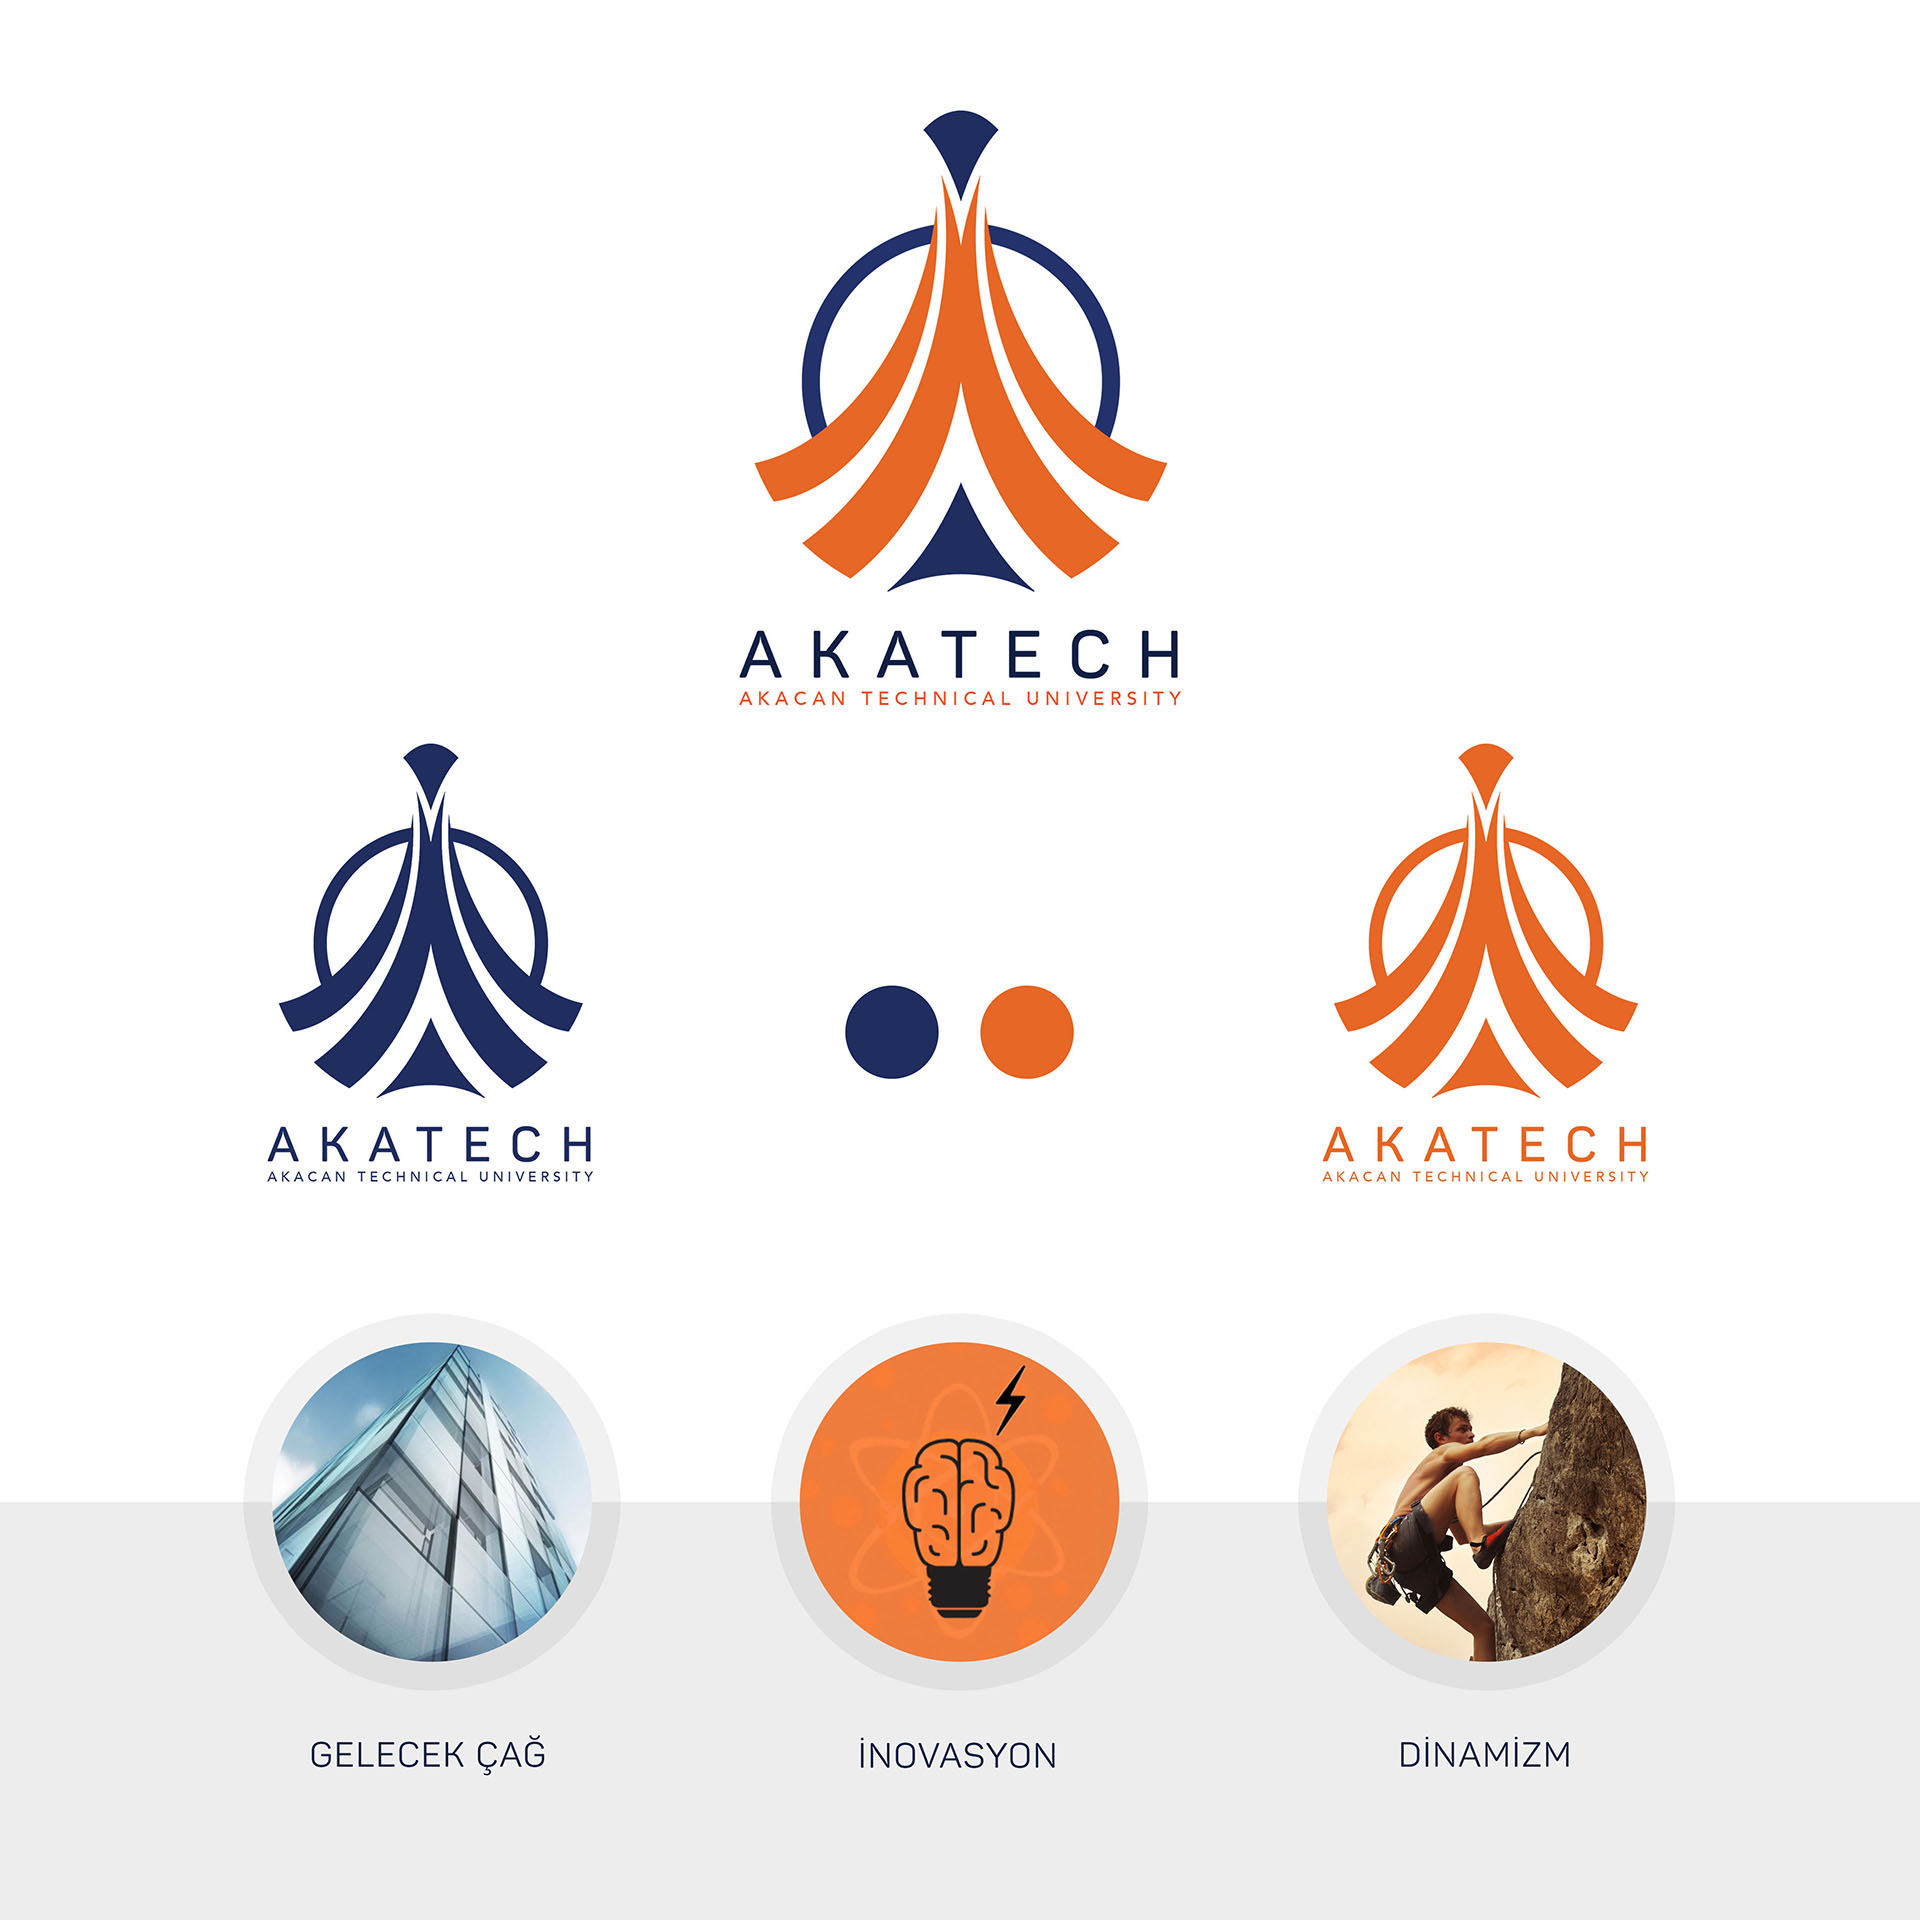 AKATECH
AKACAN TECHNICAL UNIVERSITY
AKATECH
AKACAN TECHNICAL UNIVERSITY
AKATECH
AKACAN TECHNICAL UNIVERSITY
GELECEK ÇAĞ
İNOVASYON
DİNAMİZM